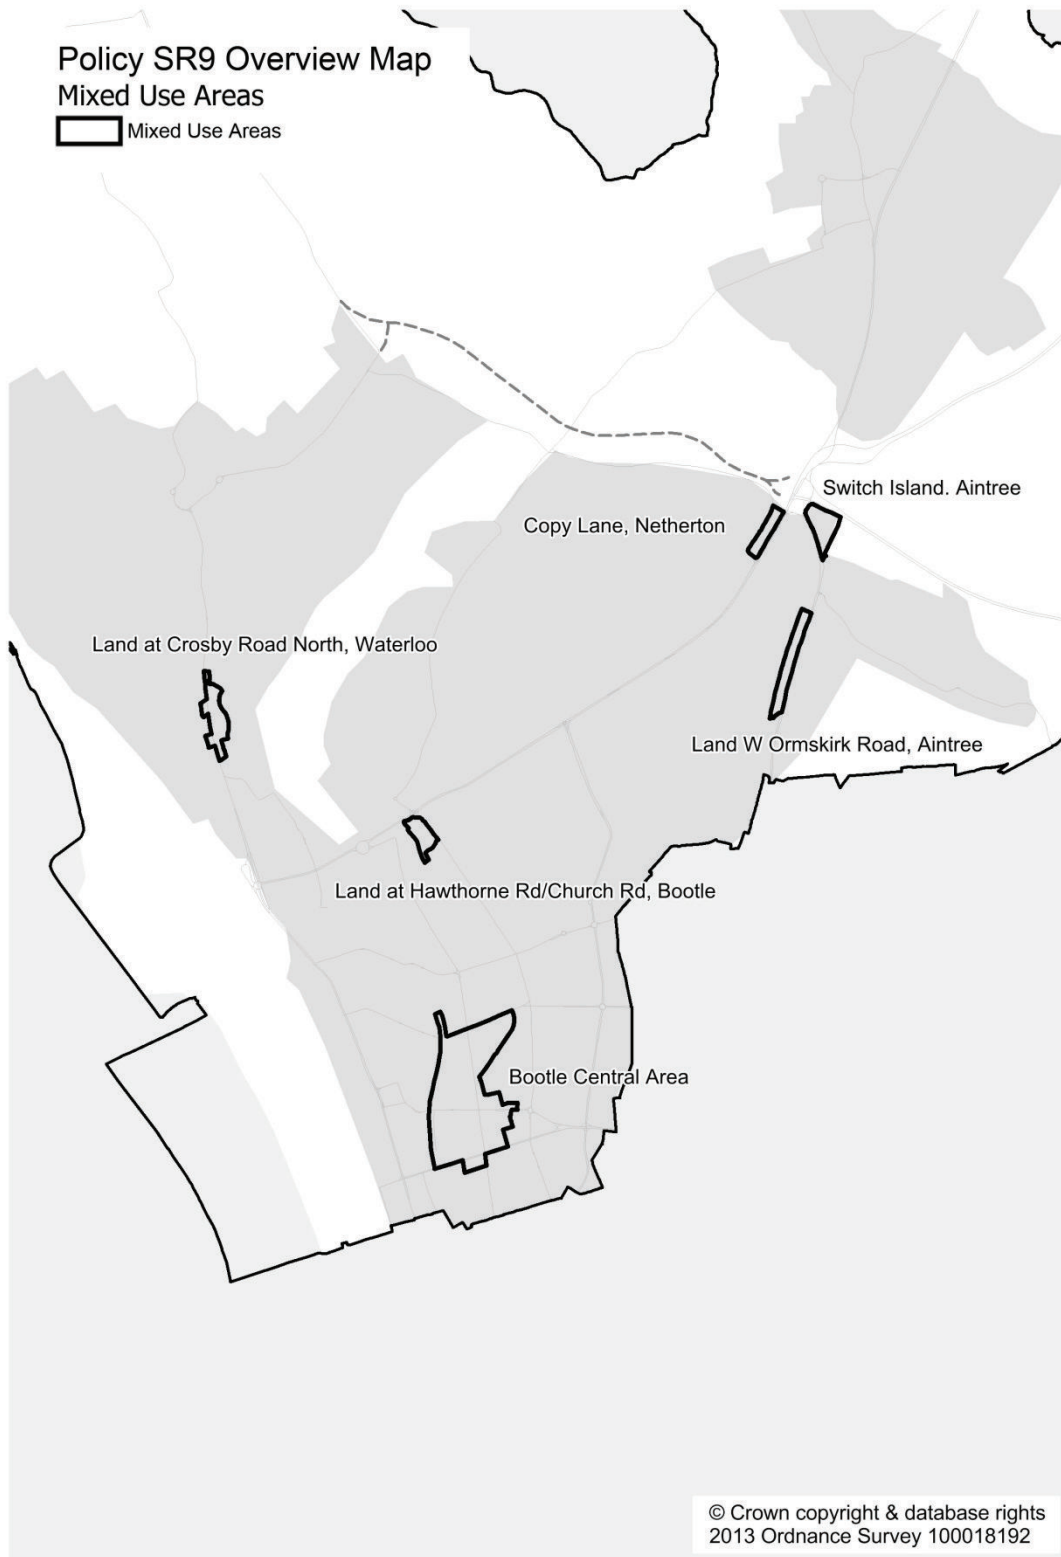 Policy SR9 Overview Map
Mixed Use Areas
Mixed Use Areas
Switch Island. Aintree
Copy Lane, Netherton
Land at Crosby Road North, Waterloo
Land W Ormskirk Road, Aintree
Land at Hawthorne Rd/Church Rd, Bootle
Bootle Central Area
© Crown copyright & database rights
2013 Ordnance Survey 100018192